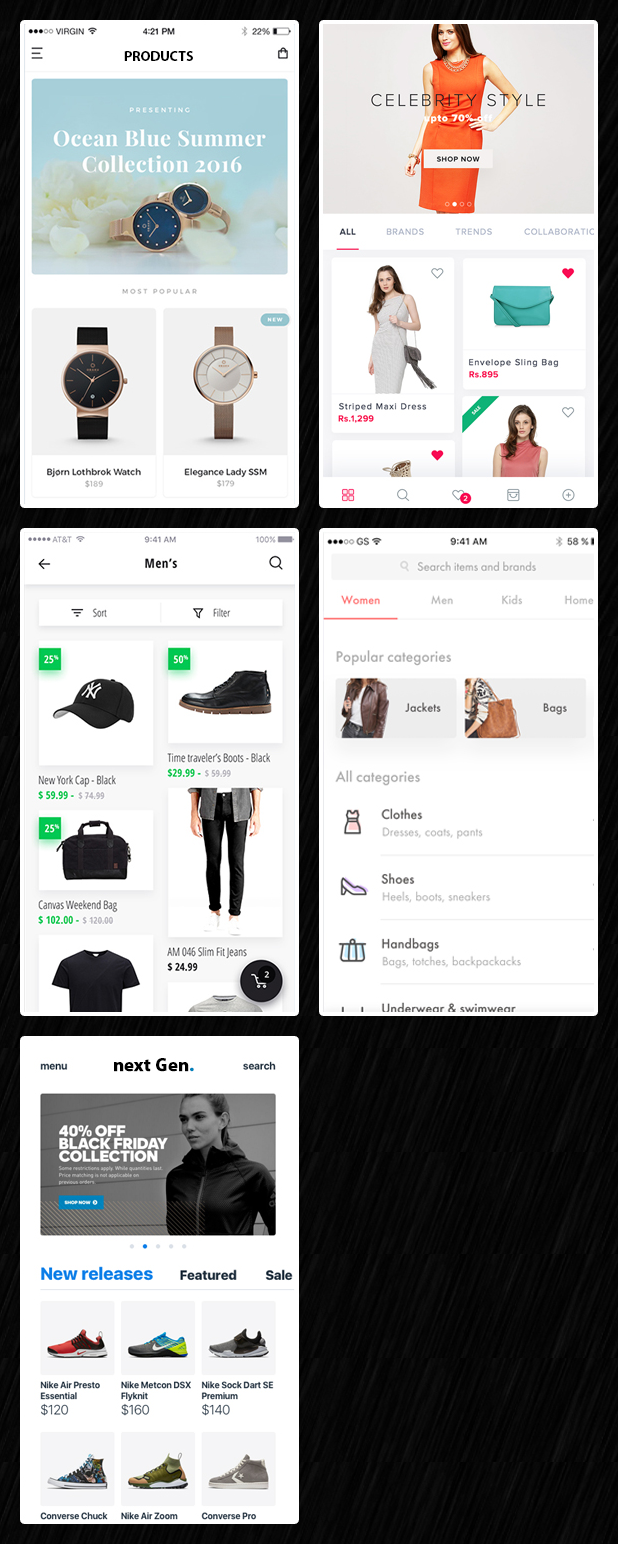 VIRGIN 4:21 PM 22%
PRODUCTS
PRESENTING
Ocean Blue Summer
Collection 2016
MOST POPULAR
NEW
Bjørn Lothbrok Watch
$189
Elegance Lady SSM
$179
CELEBRITY STYLE
upto 70% off
SHOP NOW
ALL BRANDS TRENDS COLLABORATIO
Striped Maxi Dress
Rs.1,299
Envelope Sling Bag
Rs.895
SALE
2
AT&T 9:41 AM 100%
Men's
Sort Filter
25%
NY
New York Cap - Black
$ 59.99 - $ 74.99
50%
Time traveler's Boots - Black
$29.99 - $ 59.99
25%
Canvas Weekend Bag
$ 102.00 - $ 120.00
AM 046 Slim Fit Jeans
$ 24.99
2
GS 9:41 AM 58 %
Search items and brands
Women Men Kids Home
Popular categories
Jackets Bags
All categories
Clothes
Dresses, coats, pants
Shoes
Heels, boots, sneakers
Handbags
Bags, totches, backpackacks
Underwear & swimwear
menu next Gen. search
40% OFF
BLACK FRIDAY
COLLECTION
Some restrictions apply. While quantities last.
Price matching is not applicable on
previous orders.
SHOP NOW
New releases Featured Sale
Nike Air Presto
Essential
$120
Nike Metcon DSX
Flyknit
$160
Nike Sock Dart SE
Premium
$140
Converse Chuck Nike Air Zoom Converse Pro